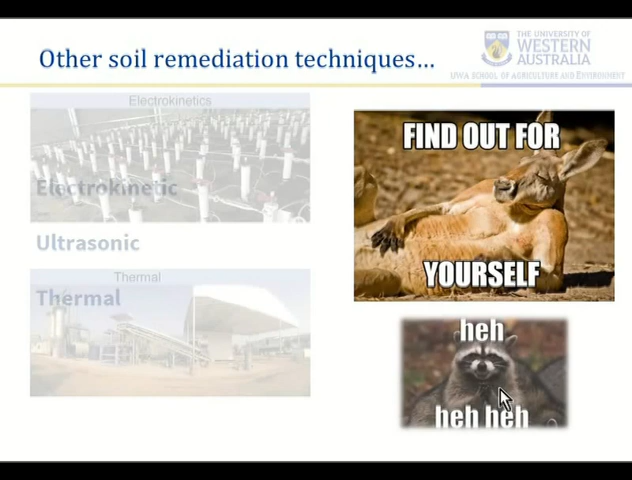 Other soil remediation techniques...
THE UNIVERSITY OF
WESTERN
AUSTRALIA
UWA SCHOOL OF AGRICULTURE AND ENVIRONMENT
Electrokinetics
Electrokinetic
Ultrasonic
Thermal
Thermal
FIND OUT FOR
YOURSELF
heh
heh heh